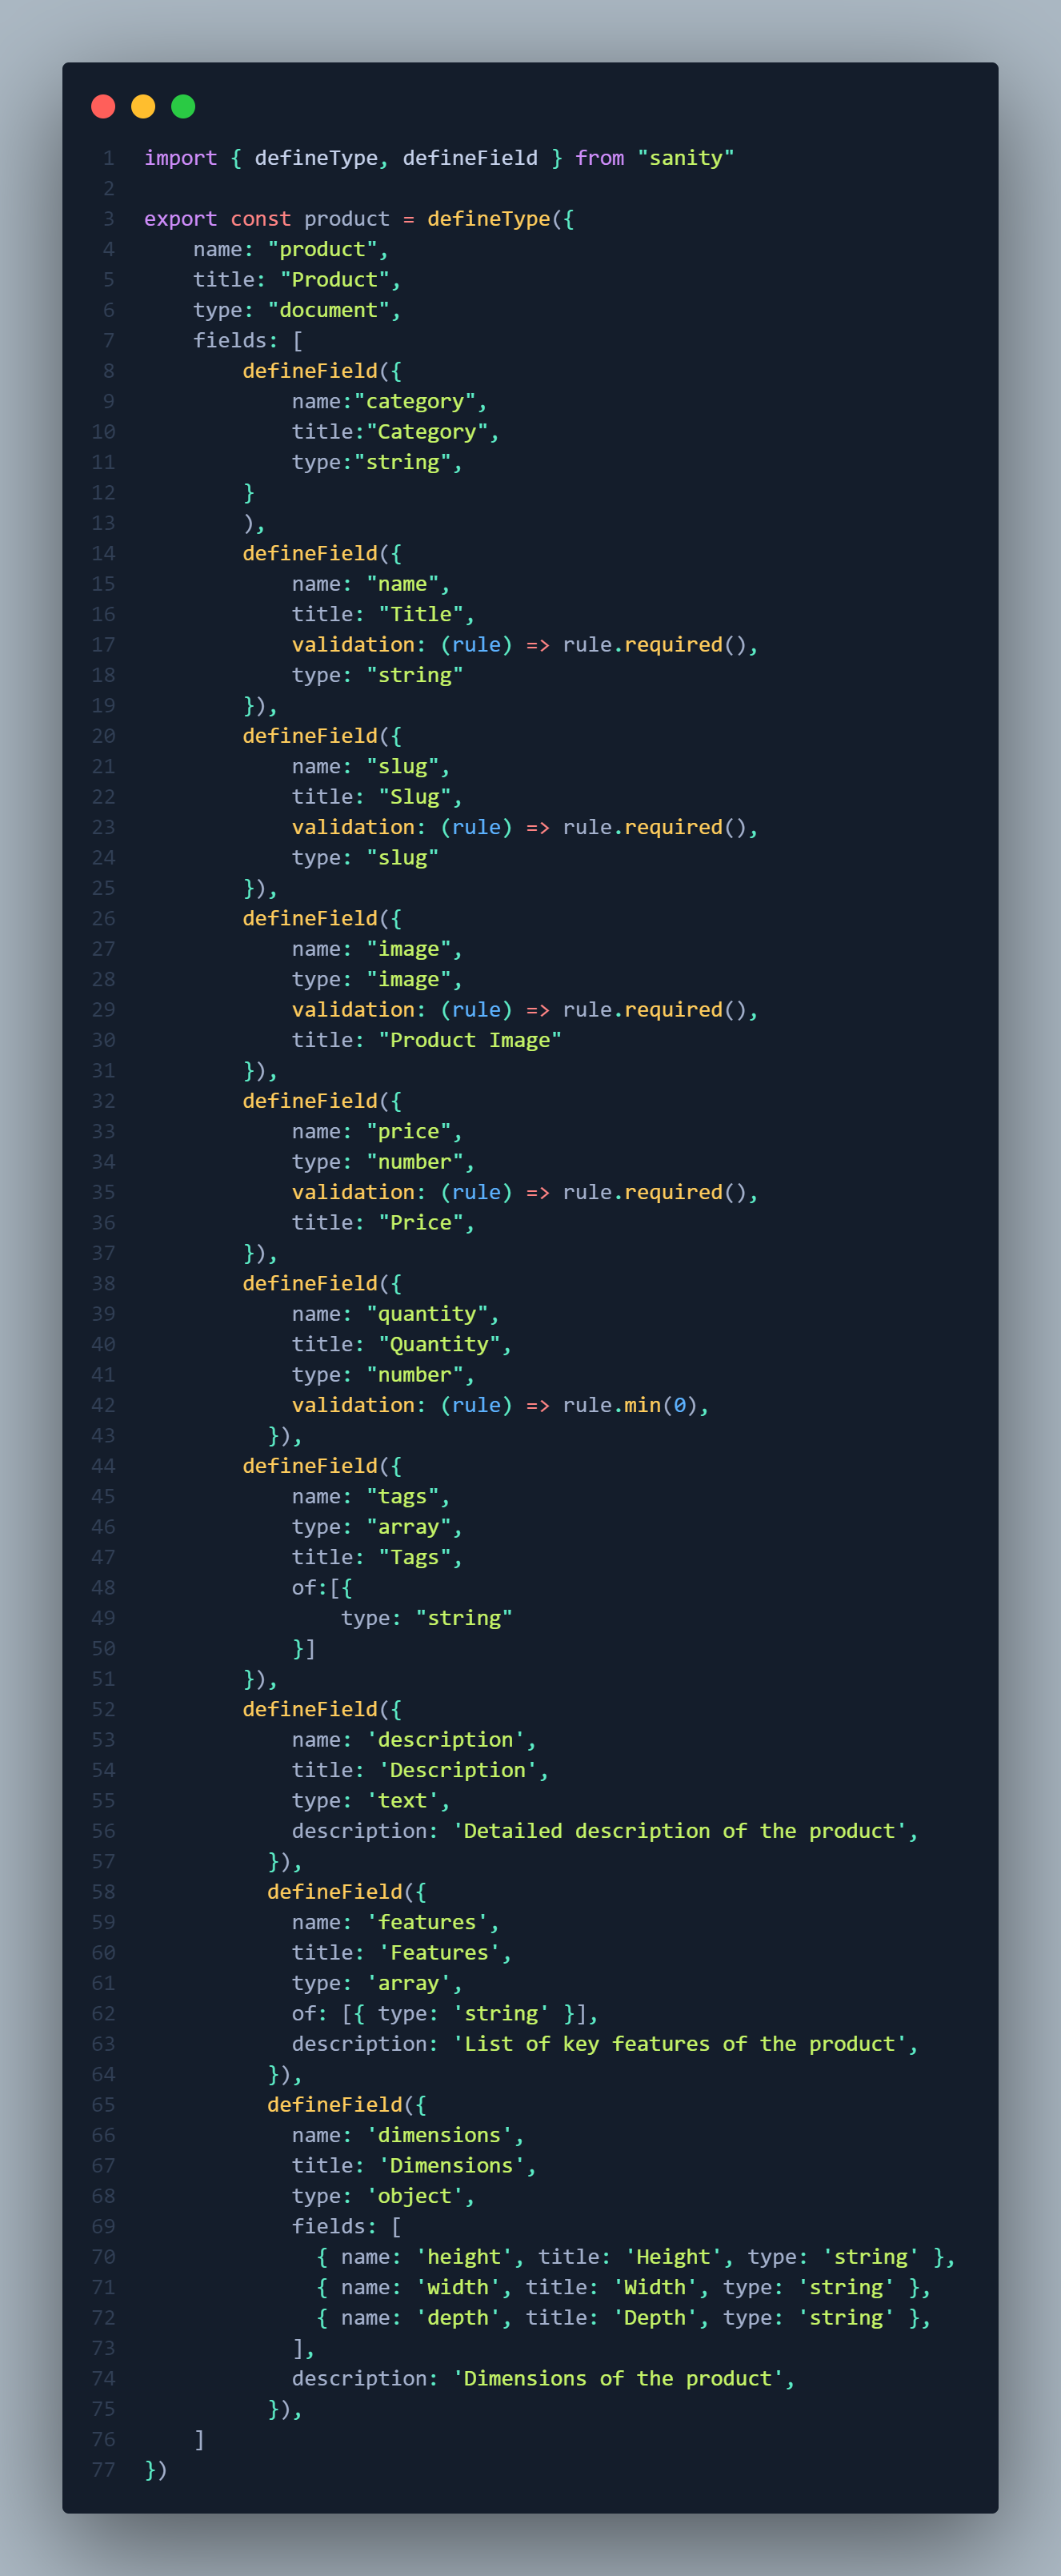 1 import { defineType, defineField } from "sanity"
2
3 export const product = defineType({
4     name: "product",
5     title: "Product",
6     type: "document",
7     fields: [
8         defineField({
9             name:"category",
10             title:"Category",
11             type:"string",
12         }
13         ),
14         defineField({
15             name: "name",
16             title: "Title",
17             validation: (rule) => rule.required(),
18             type: "string"
19         }),
20         defineField({
21             name: "slug",
22             title: "Slug",
23             validation: (rule) => rule.required(),
24             type: "slug"
25         }),
26         defineField({
27             name: "image",
28             type: "image",
29             validation: (rule) => rule.required(),
30             title: "Product Image"
31         }),
32         defineField({
33             name: "price",
34             type: "number",
35             validation: (rule) => rule.required(),
36             title: "Price",
37         }),
38         defineField({
39             name: "quantity",
40             title: "Quantity",
41             type: "number",
42             validation: (rule) => rule.min(0),
43           }),
44         defineField({
45             name: "tags",
46             type: "array",
47             title: "Tags",
48             of:[{
49                 type: "string"
50             }]
51         }),
52         defineField({
53             name: 'description',
54             title: 'Description',
55             type: 'text',
56             description: 'Detailed description of the product',
57           }),
58           defineField({
59             name: 'features',
60             title: 'Features',
61             type: 'array',
62             of: [{ type: 'string' }],
63             description: 'List of key features of the product',
64           }),
65           defineField({
66             name: 'dimensions',
67             title: 'Dimensions',
68             type: 'object',
69             fields: [
70               { name: 'height', title: 'Height', type: 'string' },
71               { name: 'width', title: 'Width', type: 'string' },
72               { name: 'depth', title: 'Depth', type: 'string' },
73             ],
74             description: 'Dimensions of the product',
75           }),
76     ]
77 })